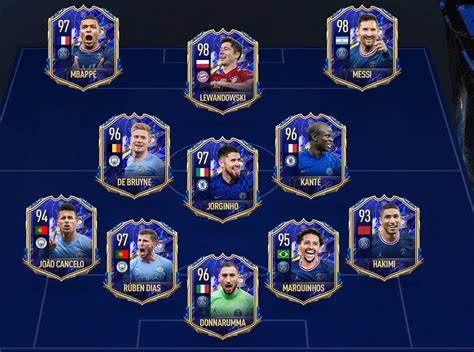 97
MBAPPÉ
98
LEWANDOWSKI
98
MESSI
96
DE BRUYNE
97
JORGINHO
96
KANTÉ
94
JOÃO CANCELO
97
RÚBEN DIAS
96
DONNARUMMA
95
MARQUINHOS
93
HAKIMI